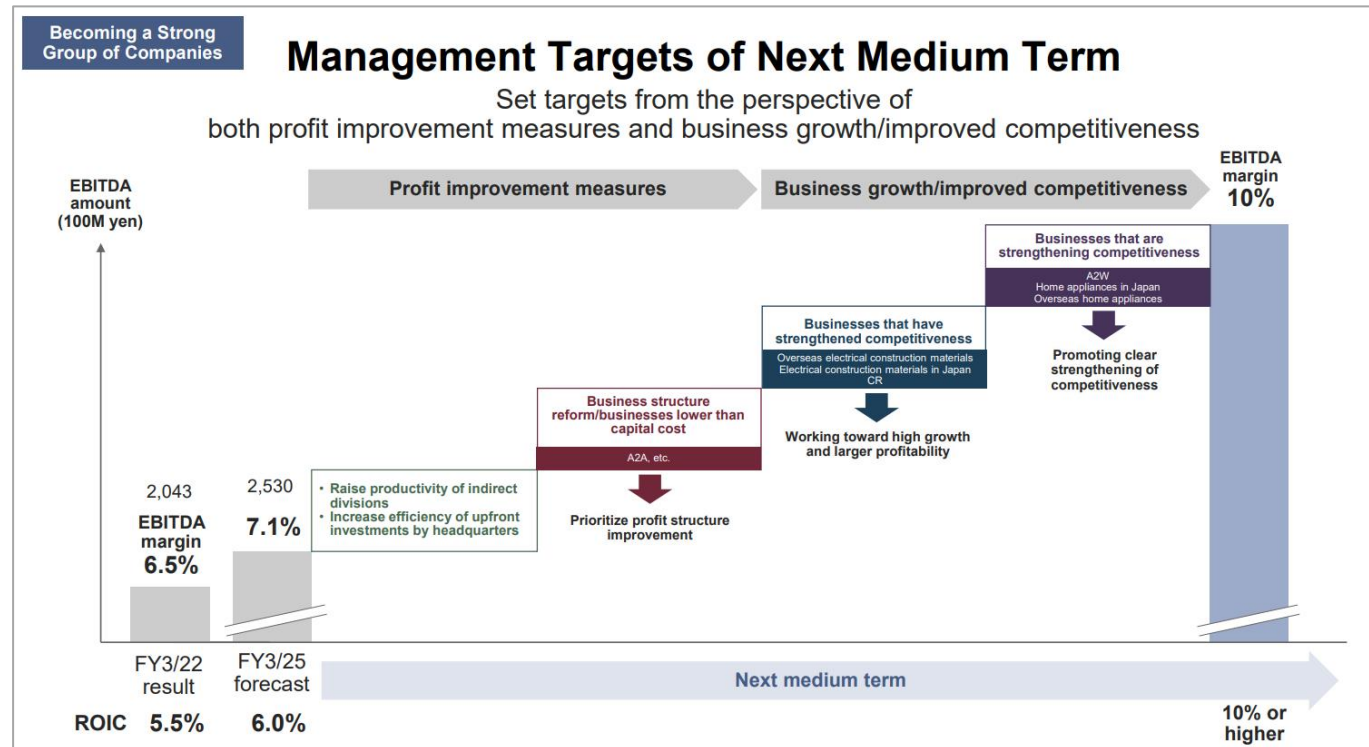 Becoming a Strong
Group of Companies
Management Targets of Next Medium Term
Set targets from the perspective of
both profit improvement measures and business growth/improved competitiveness
EBITDA
amount
(100M yen)
Profit improvement measures
Business growth/improved competitiveness
EBITDA
margin
10%
Businesses that are
strengthening competitiveness
A2W
Home appliances in Japan
Overseas home appliances
Promoting clear
strengthening of
competitiveness
Businesses that have
strengthened competitiveness
Overseas electrical construction materials
Electrical construction materials in Japan
CR
Working toward high growth
and larger profitability
Business structure
reform/businesses lower than
capital cost
A2A, etc.
Prioritize profit structure
improvement
• Raise productivity of indirect
divisions
• Increase efficiency of upfront
investments by headquarters
2,043
EBITDA
margin
6.5%
2,530
7.1%
FY3/22
result
FY3/25
forecast
Next medium term
ROIC 5.5% 6.0%
10% or
higher